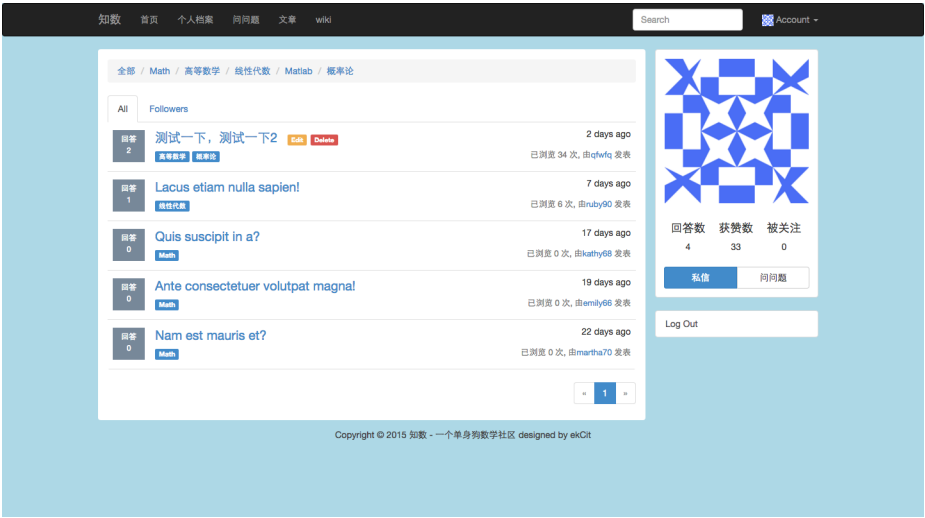 知数 首页 个人档案 问问题 文章 wiki Search Account
全部 / Math / 高等数学 / 线性代数 / Matlab / 概率论
All Followers
回答 测试一下，测试一下2 Edit Delete 2 days ago
2 高等数学 概率论 已浏览 34 次, 由qfwfq 发表
回答 Lacus etiam nulla sapien! 7 days ago
1 线性代数 已浏览 6 次, 由ruby90 发表
回答 Quis suscipit in a? 17 days ago
0 Math 已浏览 0 次, 由kathy68 发表
回答 Ante consectetuer volutpat magna! 19 days ago
0 Math 已浏览 0 次, 由emily66 发表
回答 Nam est mauris et? 22 days ago
0 Math 已浏览 0 次, 由martha70 发表
« 1 »
回答数 获赞数 被关注
4 33 0
私信 问问题
Log Out
Copyright © 2015 知数 - 一个单身狗数学社区 designed by ekCit